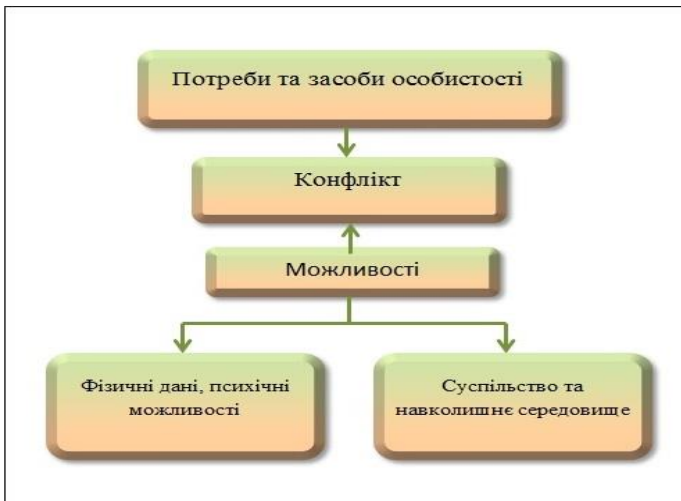 Потреби та засоби особистості
Конфлікт
Можливості
Фізичні дані, психічні
можливості
Суспільство та
навколишнє середовище